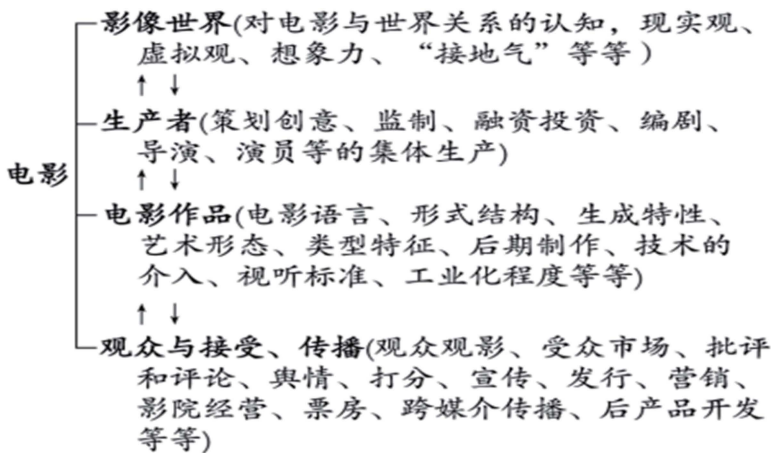 影像世界(对电影与世界关系的认知，现实观、
虚拟观、想象力、“接地气”等等）
↑ ↓
生产者(策划创意、监制、融资投资、编剧、
导演、演员等的集体生产)
电影
↑ ↓
电影作品(电影语言、形式结构、生成特性、
艺术形态、类型特征、后期制作、技术的
介入、视听标准、工业化程度等等)
↑ ↓
观众与接受、传播(观众观影、受众市场、批评
和评论、舆情、打分、宣传、发行、营销、
影院经营、票房、跨媒介传播、后产品开发
等等)